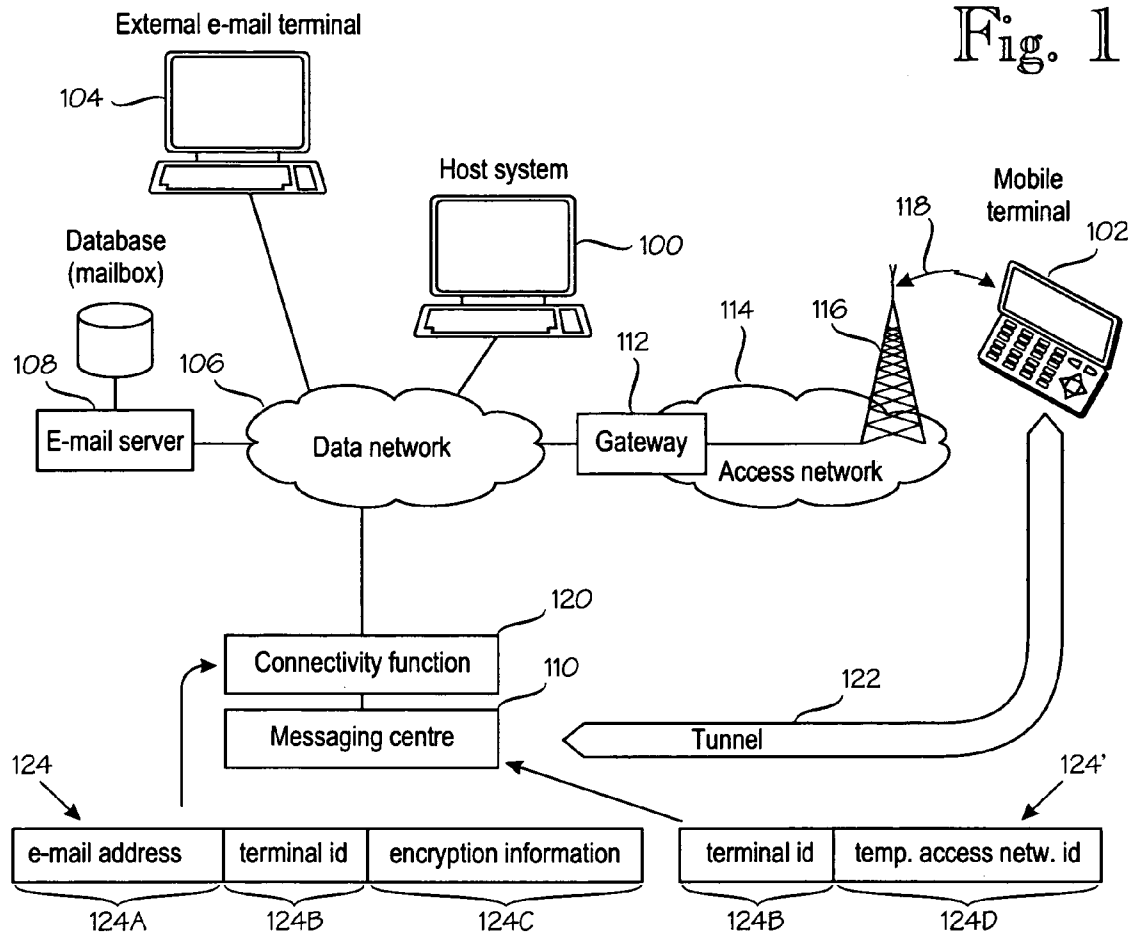 Fig. 1
External e-mail terminal
104
Host system
100
Mobile
terminal
102
118
Database
(mailbox)
108
106
112
114
116
E-mail server
Data network
Gateway
Access network
120
Connectivity function
110
Messaging centre
122
Tunnel
124
124'
e-mail address
terminal id
encryption information
terminal id
temp. access netw. id
124A
124B
124C
124B
124D